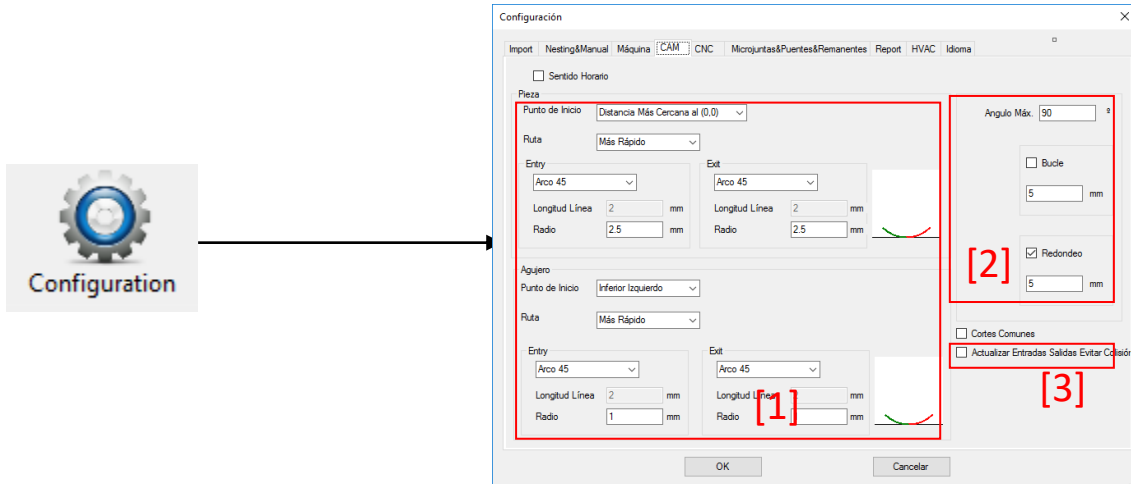 Configuration
Configuración
Import Nesting&Manual Máquina CAM CNC Microjuntas&Puentes&Remanentes Report HVAC Idioma
Sentido Horario
Pieza
Punto de Inicio Distancia Más Cercana al (0,0)
Ruta Más Rápido
Entry Exit
Arco 45 Arco 45
Longitud Línea 2 mm Longitud Línea 2 mm
Radio 2.5 mm Radio 2.5 mm
Angulo Máx. 90 º
Bucle
5 mm
[2]
Redondeo
5 mm
Agujero
Punto de Inicio Inferior Izquierdo
Ruta Más Rápido
Entry Exit
Arco 45 Arco 45
Longitud Línea 2 mm Longitud Línea mm
Radio 1 mm Radio mm
[1]
Cortes Comunes
Actualizar Entradas Salidas Evitar Colisión
[3]
OK Cancelar